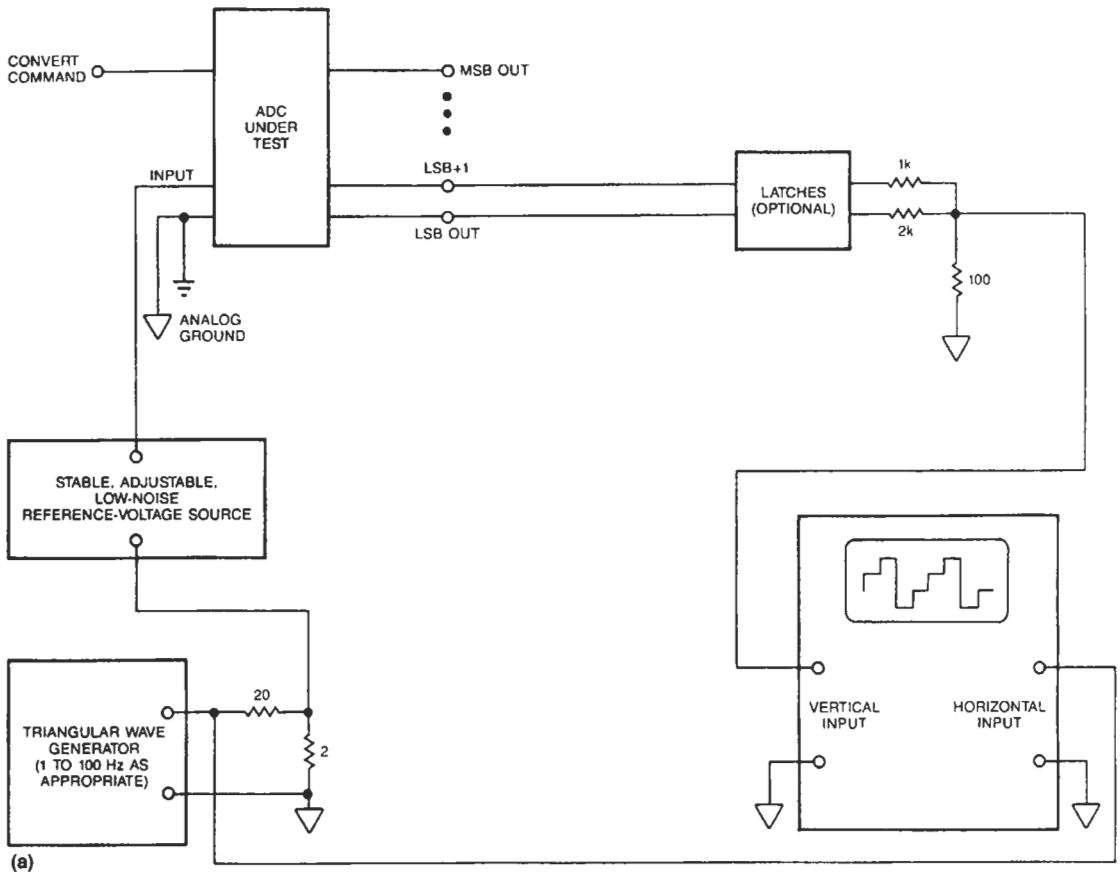 CONVERT
COMMAND
ADC
UNDER
TEST
MSB OUT
INPUT
LSB+1
LSB OUT
LATCHES
(OPTIONAL)
1k
2k
100
ANALOG
GROUND
STABLE, ADJUSTABLE,
LOW-NOISE
REFERENCE-VOLTAGE SOURCE
20
2
TRIANGULAR WAVE
GENERATOR
(1 TO 100 Hz AS
APPROPRIATE)
VERTICAL
INPUT
HORIZONTAL
INPUT
(a)